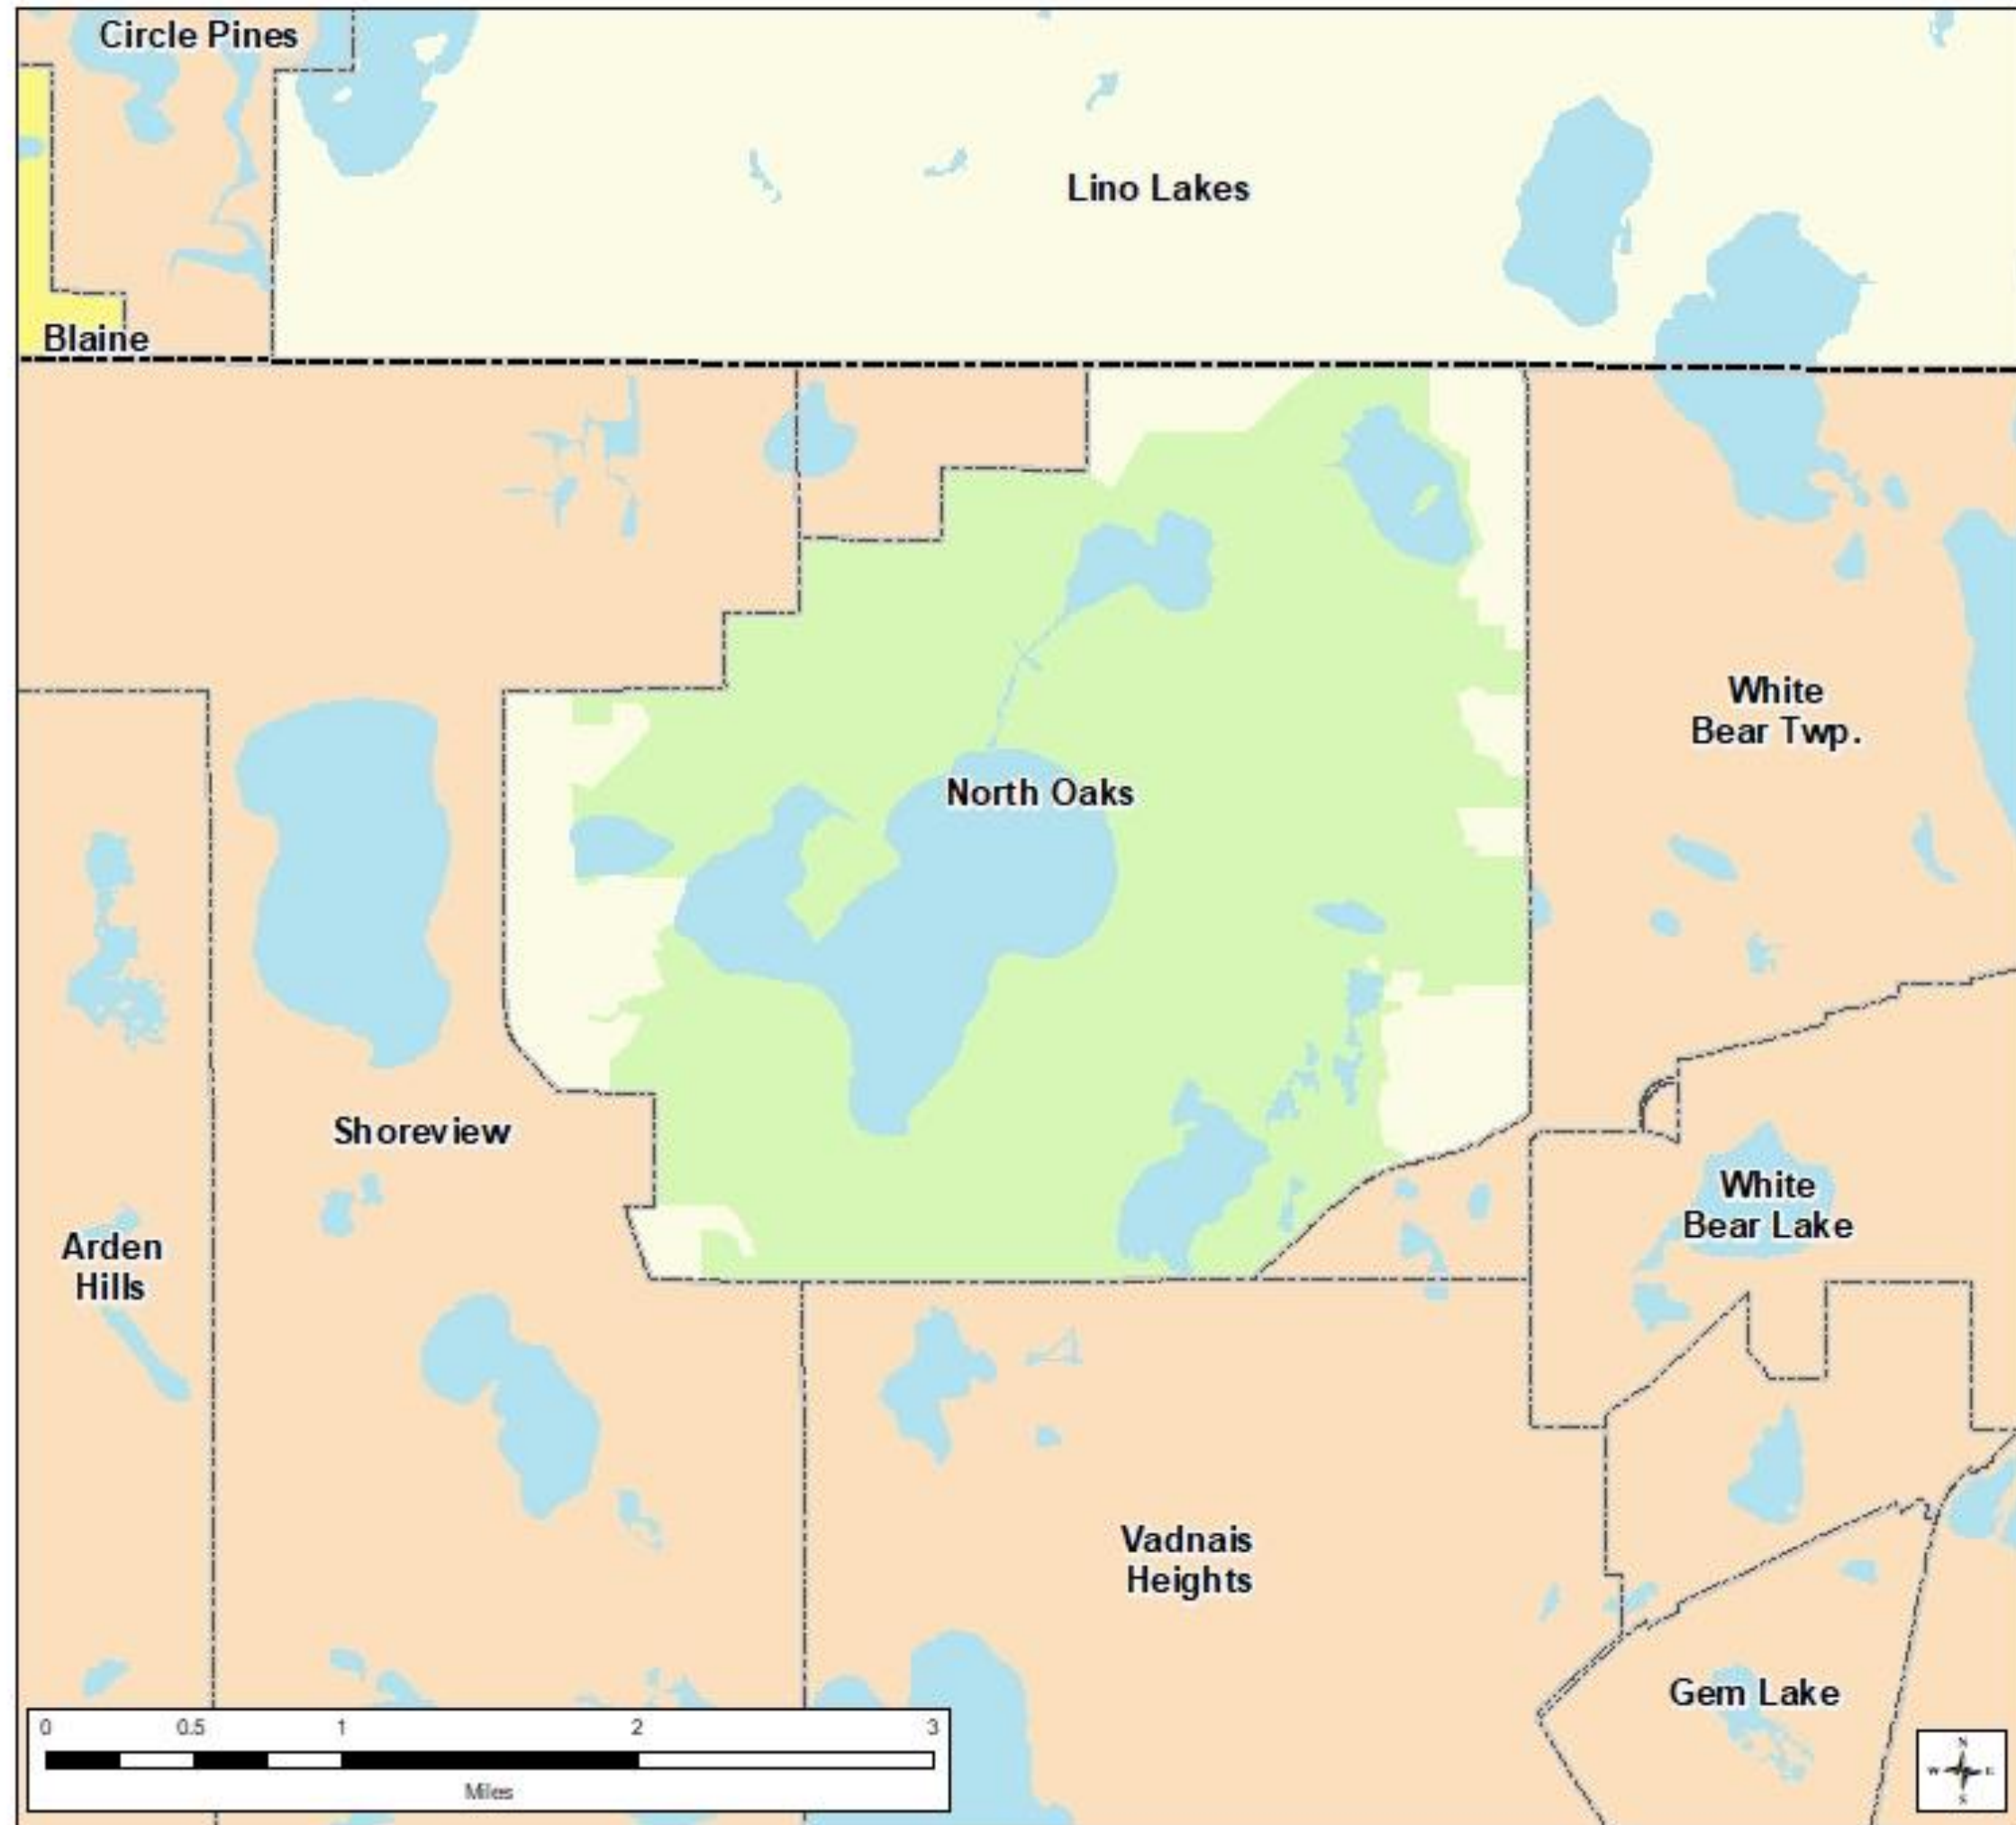 Circle Pines
Lino Lakes
Blaine
White
Bear Twp.
North Oaks
Shoreview
White
Bear Lake
Arden
Hills
Vadnais
Heights
Gem Lake
0 0.5 1 2 3
Miles
N
W E
S